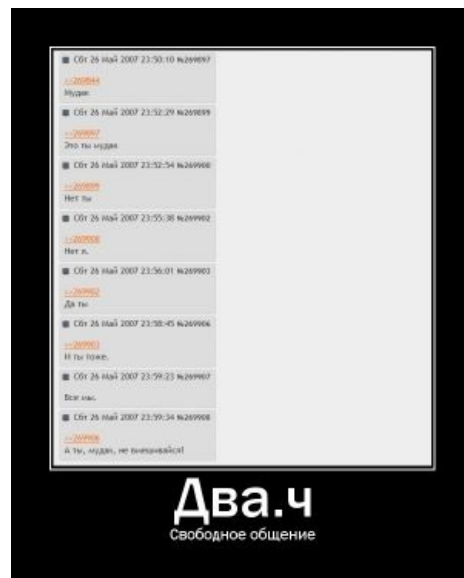 Сбт 26 Май 2007 23:50:10 №269897
>>269844
Мудак
Сбт 26 Май 2007 23:52:29 №269899
>>269897
Это ты мудак
Сбт 26 Май 2007 23:52:54 №269900
>>269899
Нет ты
Сбт 26 Май 2007 23:55:38 №269902
>>269900
Нет я.
Сбт 26 Май 2007 23:56:01 №269903
>>269902
Да ты
Сбт 26 Май 2007 23:58:45 №269906
>>269903
И ты тоже.
Сбт 26 Май 2007 23:59:23 №269907
Все мы.
Сбт 26 Май 2007 23:59:34 №269908
>>269906
А ты, мудак, не вмешивайся!
Два.ч
Свободное общение